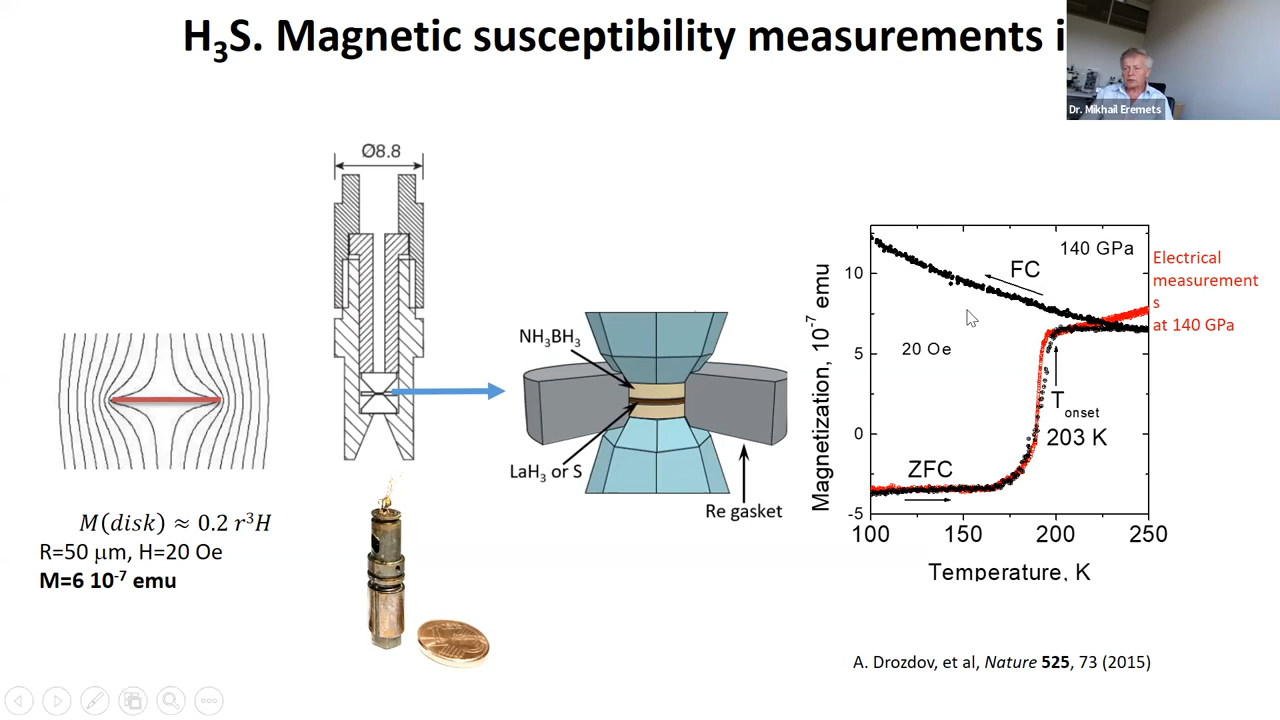 H₃S. Magnetic susceptibility measurements i
Dr. Mikhail Eremets
Ø8.8
NH₃BH₃
LaH₃ or S
Re gasket
M(disk) ≈ 0.2 r³H
R=50 μm, H=20 Oe
M=6 10⁻⁷ emu
Magnetization, 10⁻⁷ emu
10
5
0
-5
140 GPa
FC
20 Oe
T onset
203 K
ZFC
100 150 200 250
Temperature, K
Electrical
measurement
s
at 140 GPa
A. Drozdov, et al, Nature 525, 73 (2015)